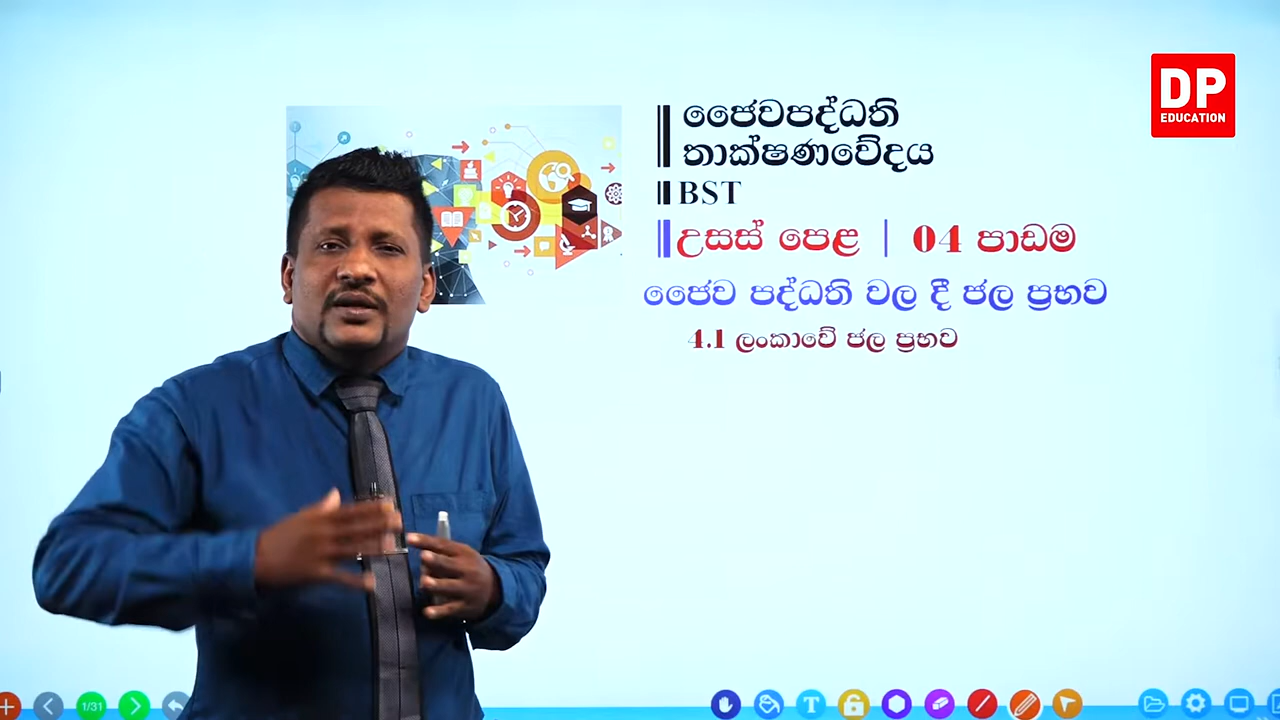 DP
EDUCATION
ජෛවපද්ධති
තාක්ෂණවේදය
BST
උසස් පෙළ | 04 පාඩම
ජෛව පද්ධති වල දී ජල ප්‍රභව
4.1 ලංකාවේ ජල ප්‍රභව
1/31
T